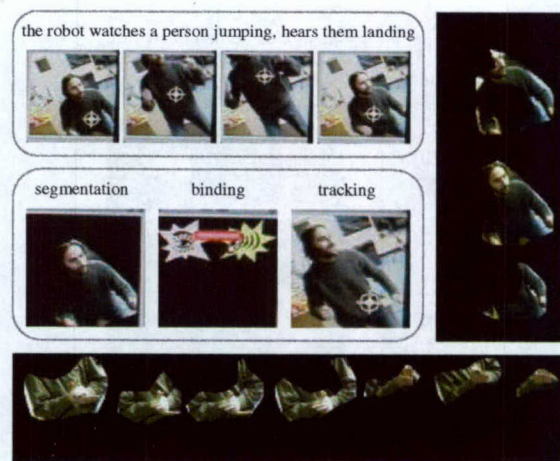 the robot watches a person jumping, hears them landing
segmentation binding tracking